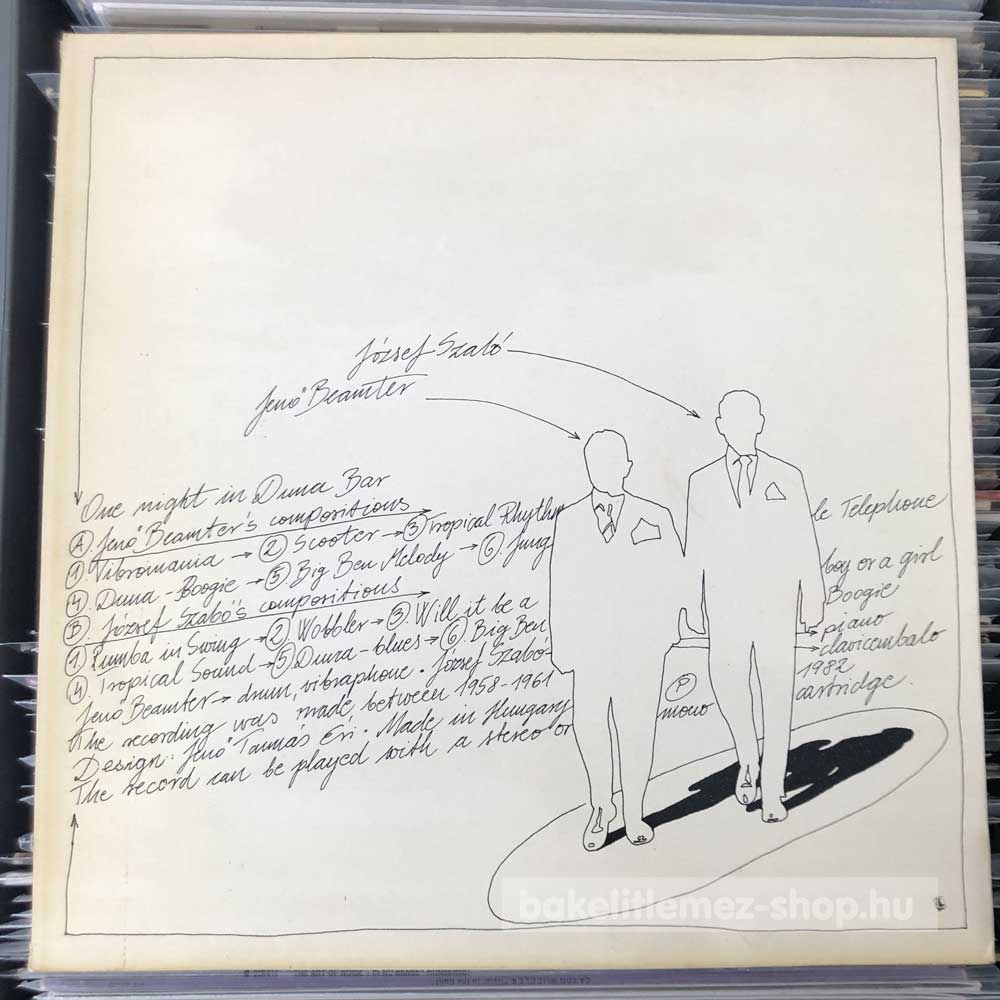 József Szabó
Jenő Beamter
One night in Duna Bar
A. Jenő Beamter's compositions
1. Vibromania → 2 Scooter → 3 Tropical Rhythm le Telephone
4. Duna-Boogie → 5 Big Ben Melody → 6. Jung
B. József Szabó's compositions boy or a girl
1. Rumba in Swing → 2 Wobbler → 3. Will it be a Boogie
4. Tropical Sound → 5 Duna-blues → 6 Big Ben piano
Jenő Beamter → drum, vibraphone. József Szabó- → clavicembalo
The recording was made between 1958-1961 P 1982
Design: Jenő Tamás Éri. Made in Hungary mono cartridge.
The record can be played with a stereo or
bakelitlemez-shop.hu